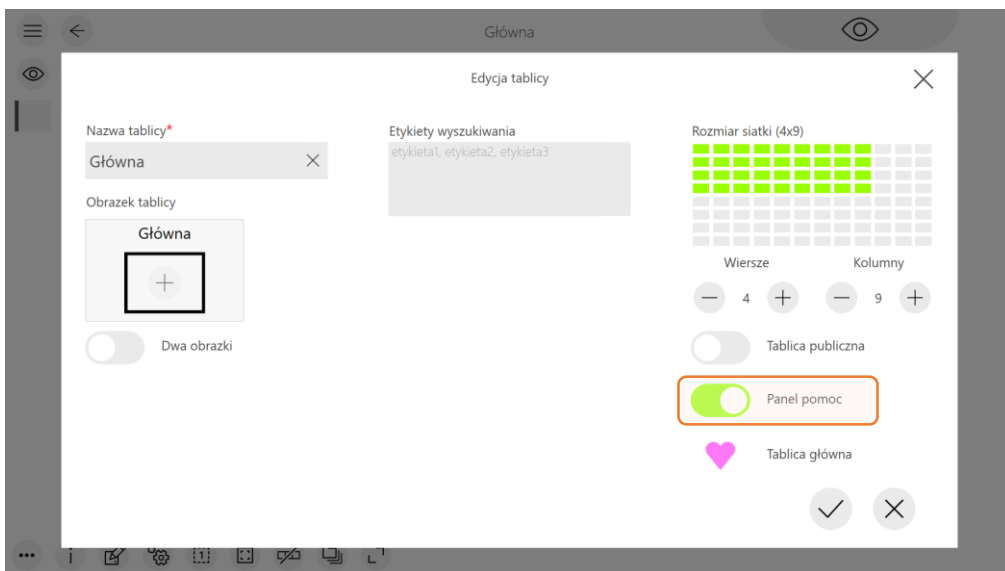 Główna
Edycja tablicy
Nazwa tablicy*
Główna
Obrazek tablicy
Główna
Dwa obrazki
Etykiety wyszukiwania
etykieta1, etykieta2, etykieta3
Rozmiar siatki (4x9)
Wiersze Kolumny
4 9
Tablica publiczna
Panel pomoc
Tablica główna
i
1